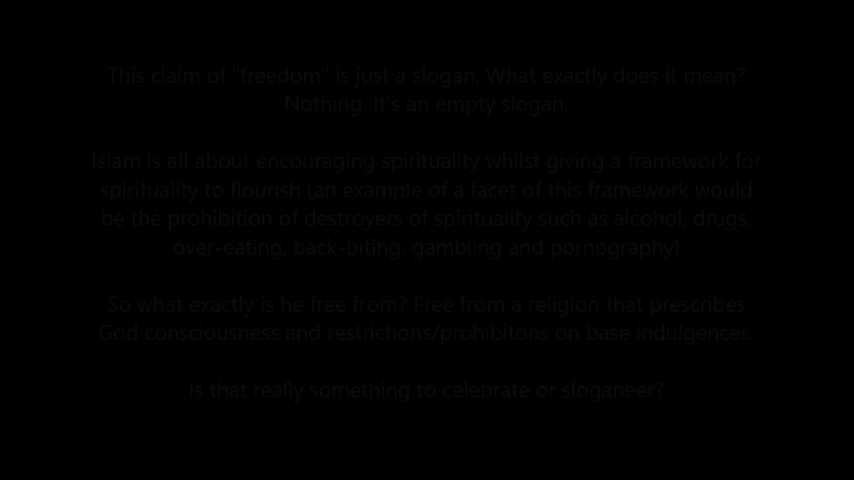 This claim of "freedom" is just a slogan. What exactly does it mean?
Nothing. It's an empty slogan.
Islam is all about encouraging spirituality whilst giving a framework for
spirituality to flourish (an example of a facet of this framework would
be the prohibition of destroyers of spirituality such as alcohol, drugs,
over-eating, back-biting, gambling and pornography)
So what exactly is he free from? Free from a religion that prescribes
God consciousness and restrictions/prohibitons on base indulgences.
Is that really something to celebrate or sloganeer?